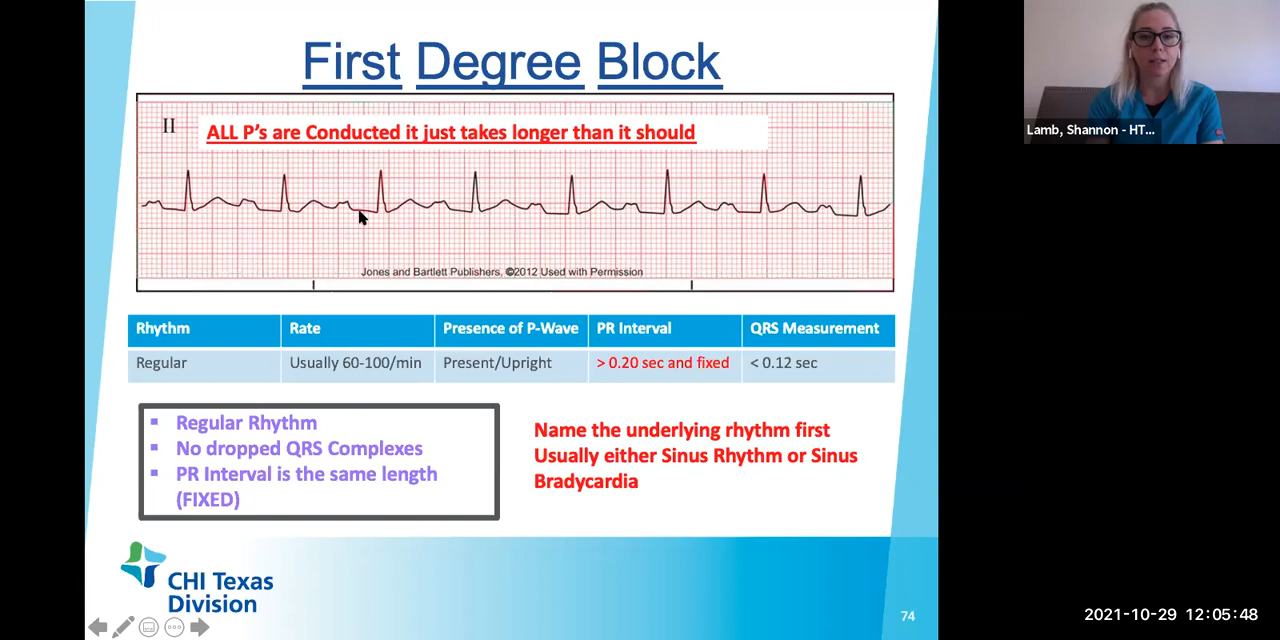 First Degree Block
II
ALL P's are Conducted it just takes longer than it should
Jones and Bartlett Publishers, ©2012 Used with Permission
Rhythm Rate Presence of P-Wave PR Interval QRS Measurement
Regular Usually 60-100/min Present/Upright > 0.20 sec and fixed < 0.12 sec
Regular Rhythm
No dropped QRS Complexes
PR Interval is the same length
(FIXED)
Name the underlying rhythm first
Usually either Sinus Rhythm or Sinus
Bradycardia
CHI Texas
Division
74
Lamb, Shannon - HT...
2021-10-29 12:05:48